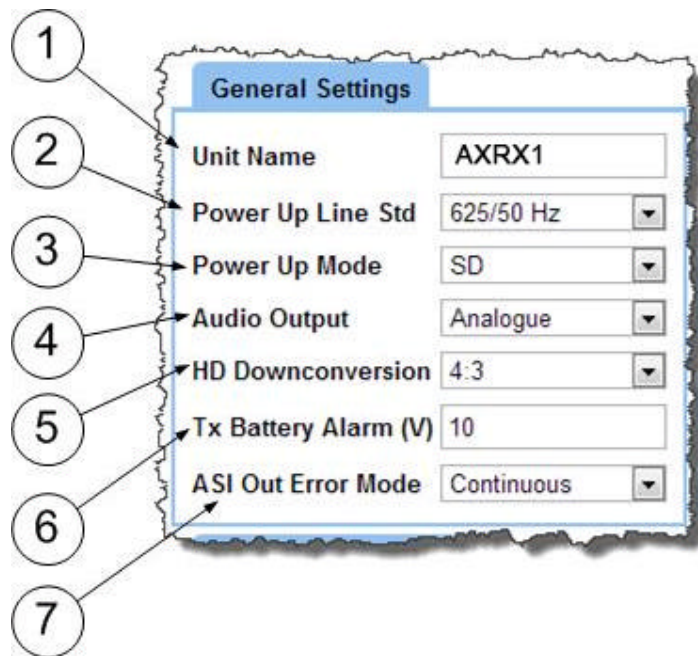 General Settings
1 Unit Name AXRX1
2 Power Up Line Std 625/50 Hz
3 Power Up Mode SD
4 Audio Output Analogue
5 HD Downconversion 4:3
6 Tx Battery Alarm (V) 10
7 ASI Out Error Mode Continuous